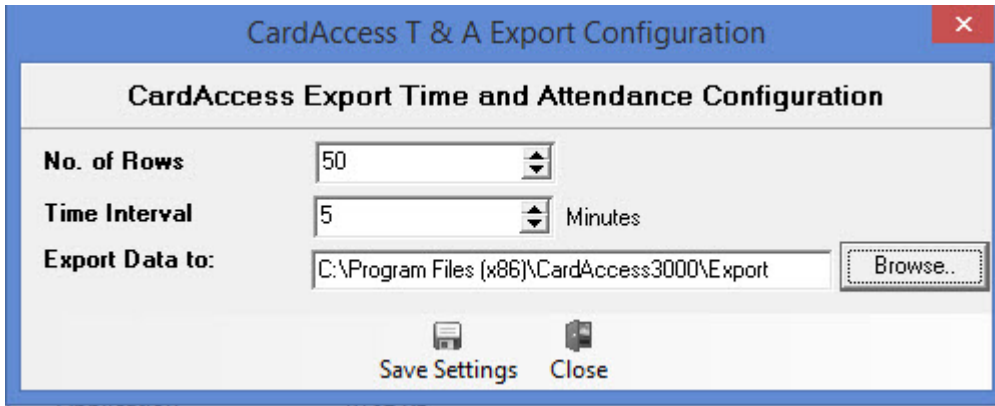 CardAccess T & A Export Configuration
CardAccess Export Time and Attendance Configuration
No. of Rows 50
Time Interval 5 Minutes
Export Data to: C:\Program Files (x86)\CardAccess3000\Export Browse..
Save Settings Close